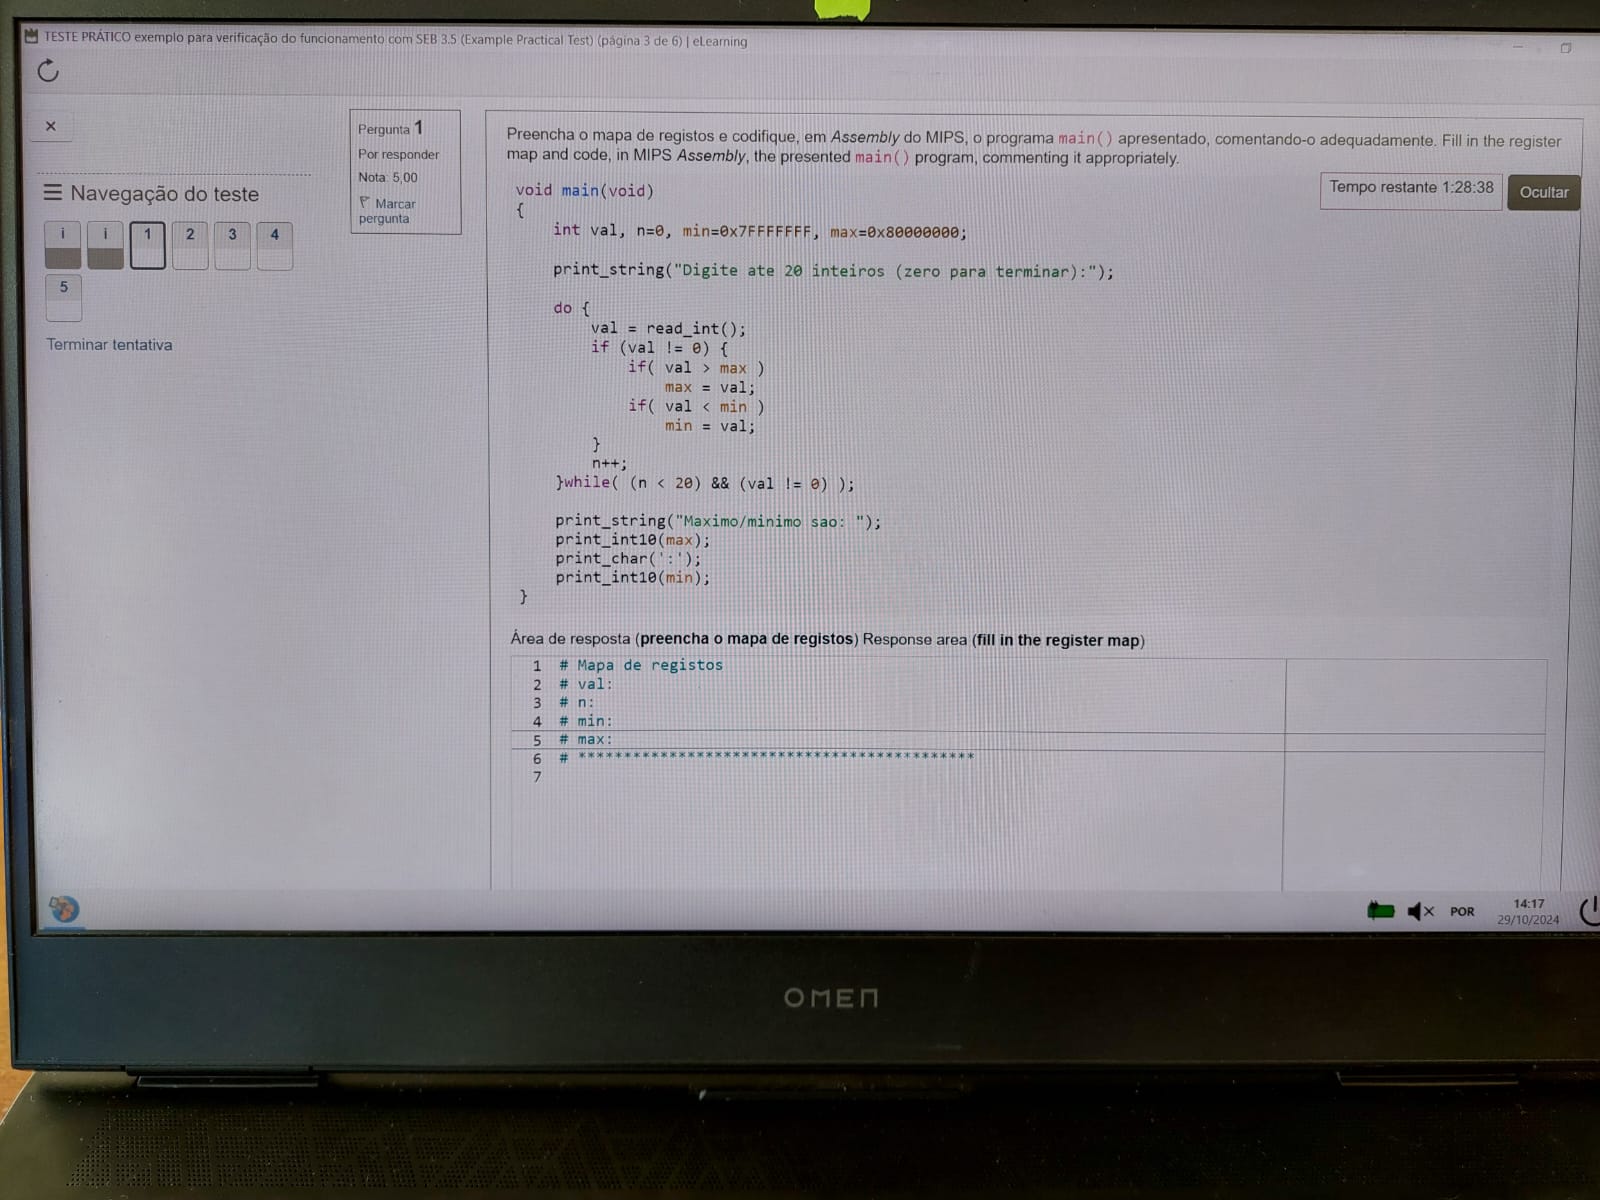 TESTE PRÁTICO exemplo para verificação do funcionamento com SEB 3.5 (Example Practical Test) (página 3 de 6) | eLearning
Navegação do teste
i i 1 2 3 4
5
Terminar tentativa
Pergunta 1
Por responder
Nota: 5,00
Marcar
pergunta
Preencha o mapa de registos e codifique, em Assembly do MIPS, o programa main() apresentado, comentando-o adequadamente. Fill in the register
map and code, in MIPS Assembly, the presented main() program, commenting it appropriately.
Tempo restante 1:28:38
Ocultar
void main(void)
{
int val, n=0, min=0x7FFFFFFF, max=0x80000000;
print_string("Digite ate 20 inteiros (zero para terminar):");
do {
val = read_int();
if (val != 0) {
if( val > max )
max = val;
if( val < min )
min = val;
}
n++;
}while( (n < 20) && (val != 0) );
print_string("Maximo/minimo sao: ");
print_int10(max);
print_char(':');
print_int10(min);
}
Área de resposta (preencha o mapa de registos) Response area (fill in the register map)
1 # Mapa de registos
2 # val:
3 # n:
4 # min:
5 # max:
6 # *******************************************
7
POR
14:17
29/10/2024
OMEN